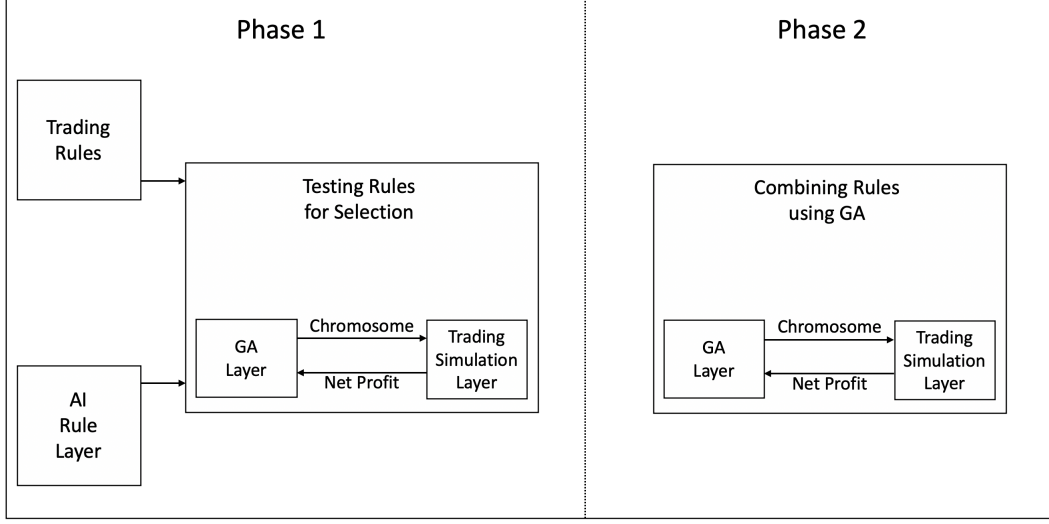 Phase 1
Phase 2
Trading
Rules
Testing Rules
for Selection
Combining Rules
using GA
GA
Layer
Chromosome
Net Profit
Trading
Simulation
Layer
GA
Layer
Chromosome
Net Profit
Trading
Simulation
Layer
AI
Rule
Layer